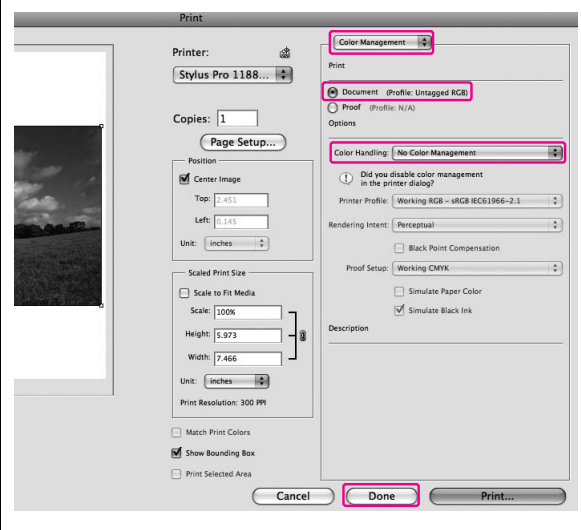 Print
Printer:
Stylus Pro 1188...
Copies: 1
Page Setup...
Position
Center Image
Top: 2.451
Left: 0.145
Unit: inches
Scaled Print Size
Scale to Fit Media
Scale: 100%
Height: 5.973
Width: 7.466
Unit: inches
Print Resolution: 300 PPI
Match Print Colors
Show Bounding Box
Print Selected Area
Color Management
Print
Document (Profile: Untagged RGB)
Proof (Profile: N/A)
Options
Color Handling: No Color Management
Did you
disable color management
in the printer dialog?
Printer Profile: Working RGB - sRGB IEC61966-2.1
Rendering Intent: Perceptual
Black Point Compensation
Proof Setup: Working CMYK
Simulate Paper Color
Simulate Black Ink
Description
Cancel
Done
Print...